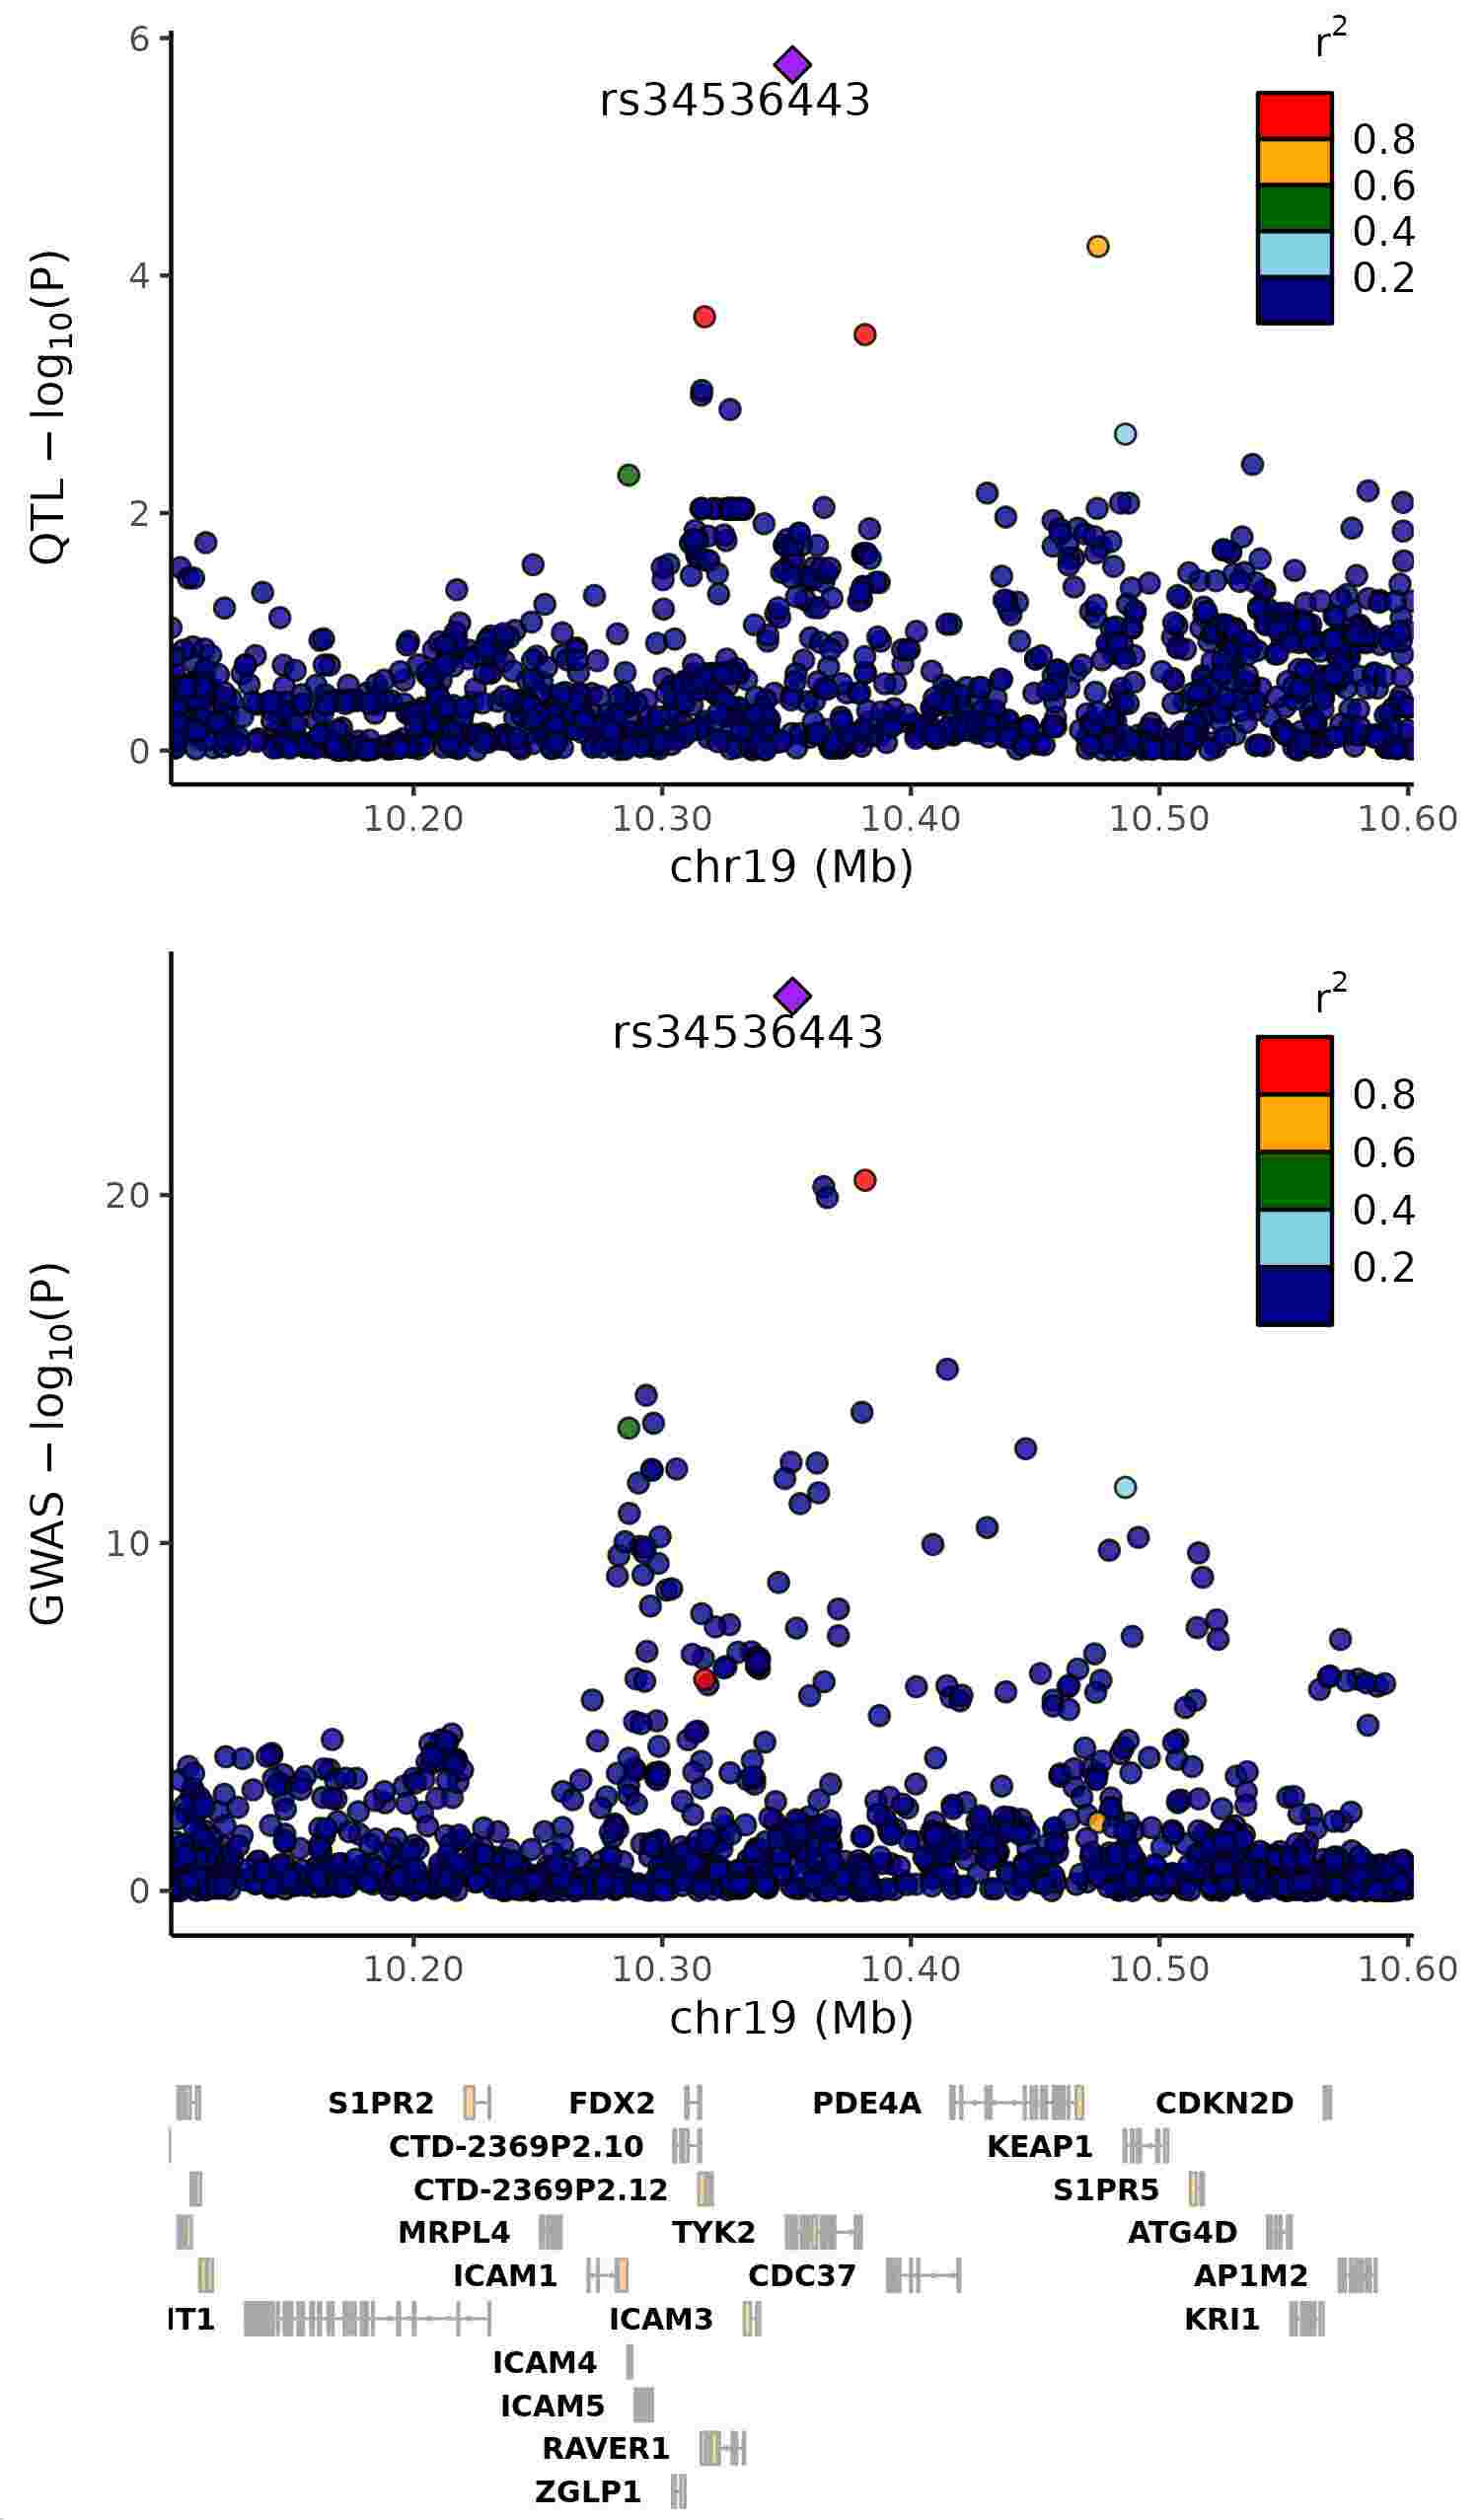 r2
6
rs34536443
0.8
0.6
0.4
0.2
4
2
0
QTL −log10(P)
10.20 10.30 10.40 10.50 10.60
chr19 (Mb)
r2
rs34536443
0.8
0.6
0.4
0.2
20
10
0
GWAS −log10(P)
10.20 10.30 10.40 10.50 10.60
chr19 (Mb)
S1PR2 FDX2 PDE4A CDKN2D
CTD-2369P2.10 KEAP1
CTD-2369P2.12 S1PR5
MRPL4 TYK2 ATG4D
ICAM1 CDC37 AP1M2
IT1 ICAM3 KRI1
ICAM4
ICAM5
RAVER1
ZGLP1